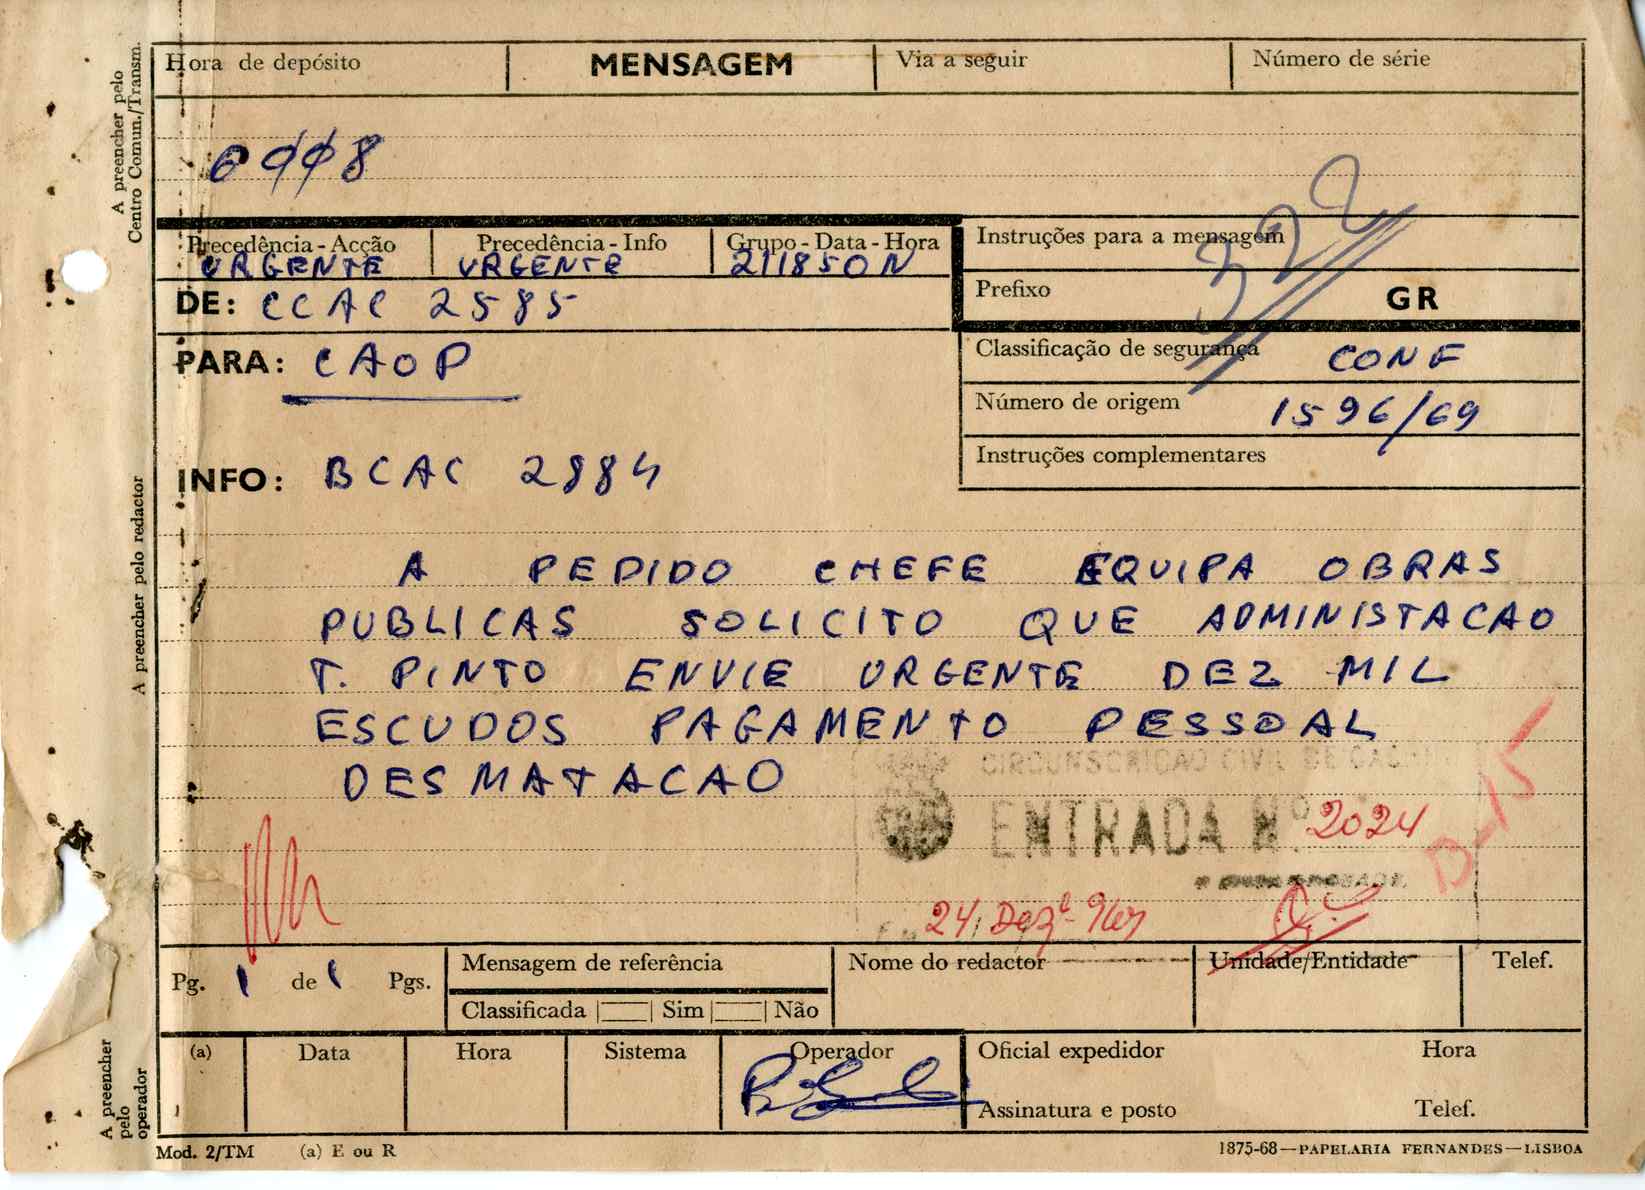 Hora de depósito MENSAGEM Via a seguir Número de série
A preencher pelo
Centro Comun./Transm.
322
Precedência - Acção Precedência - Info Grupo - Data - Hora Instruções para a mensagem
URGENTE URGENTE 211850N
Prefixo GR
DE: CCAC 2585
PARA: CAOP
Classificação de segurança CONF
Número de origem 1596/69
Instruções complementares
INFO: BCAC 2884
A preencher pelo redactor
A PEDIDO CHEFE EQUIPA OBRAS
PUBLICAS SOLICITO QUE ADMINISTACAO
T. PINTO ENVIE URGENTE DEZ MIL
ESCUDOS PAGAMENTO PESSOAL
DESMATACAO
CIRCUNSCRIÇAO CIVIL DE
ENTRADA Nº. 2024
B-15
24 Dezº
Pg. 1 de 1 Pgs. Mensagem de referência Nome do redactor Unidade/Entidade Telef.
Classificada Sim Não
A preencher
pelo
operador
(a) Data Hora Sistema Operador Oficial expedidor Hora
Assinatura e posto Telef.
Mod. 2/TM (a) E ou R 1875-68—PAPELARIA FERNANDES—LISBOA